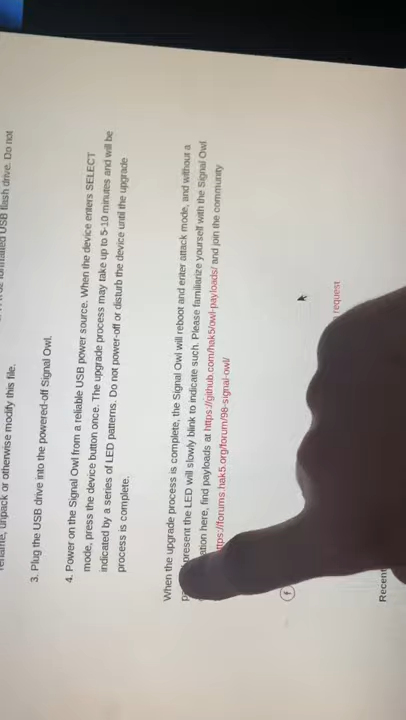 FAT32 formatted USB flash drive. Do not
rename, unpack or otherwise modify this file.
3. Plug the USB drive into the powered-off Signal Owl.
4. Power on the Signal Owl from a reliable USB power source. When the device enters SELECT
mode, press the device button once. The upgrade process may take up to 5-10 minutes and will be
indicated by a series of LED patterns. Do not power-off or disturb the device until the upgrade
process is complete.
When the upgrade process is complete, the Signal Owl will reboot and enter attack mode, and without a
present the LED will slowly blink to indicate such. Please familiarize yourself with the Signal Owl
here, find payloads at https://github.com/hak5/owl-payloads/ and join the community
https://forums.hak5.org/forum/98-signal-owl/
request
f
Recent